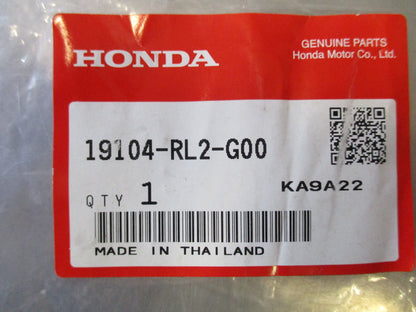 HONDA
GENUINE PARTS
Honda Motor Co., Ltd.
19104-RL2-G00
QTY 1
KA9A22
MADE IN THAILAND